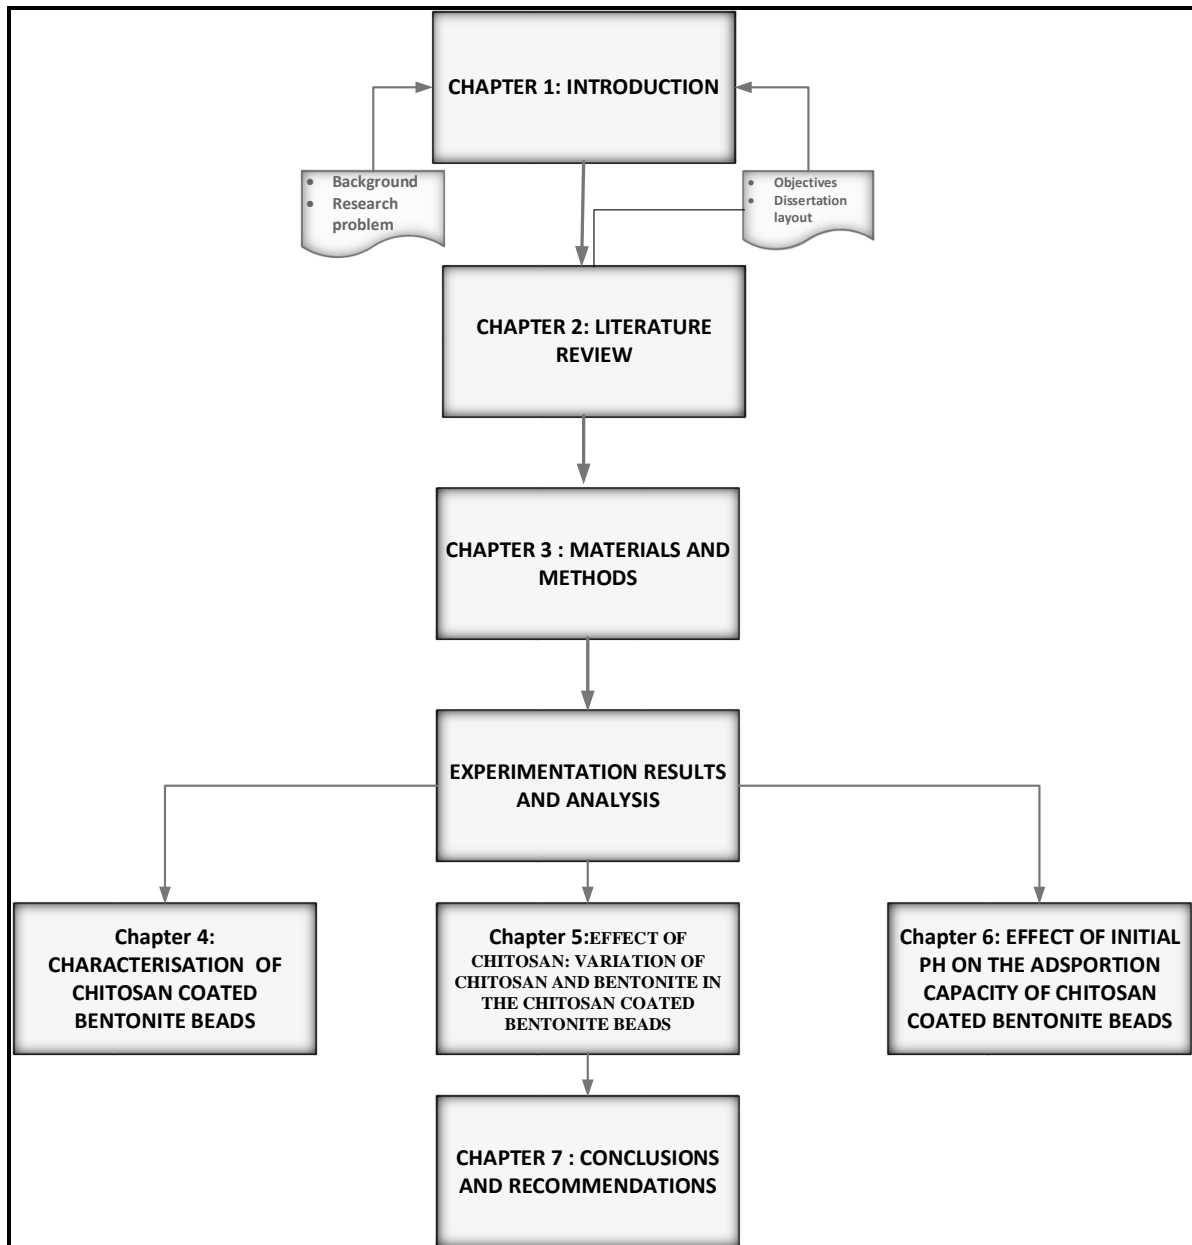 CHAPTER 1: INTRODUCTION
• Background
• Research
problem
• Objectives
• Dissertation
layout
CHAPTER 2: LITERATURE
REVIEW
CHAPTER 3 : MATERIALS AND
METHODS
EXPERIMENTATION RESULTS
AND ANALYSIS
Chapter 4:
CHARACTERISATION OF
CHITOSAN COATED
BENTONITE BEADS
Chapter 5:EFFECT OF
CHITOSAN: VARIATION OF
CHITOSAN AND BENTONITE IN
THE CHITOSAN COATED
BENTONITE BEADS
Chapter 6: EFFECT OF INITIAL
PH ON THE ADSPORTION
CAPACITY OF CHITOSAN
COATED BENTONITE BEADS
CHAPTER 7 : CONCLUSIONS
AND RECOMMENDATIONS